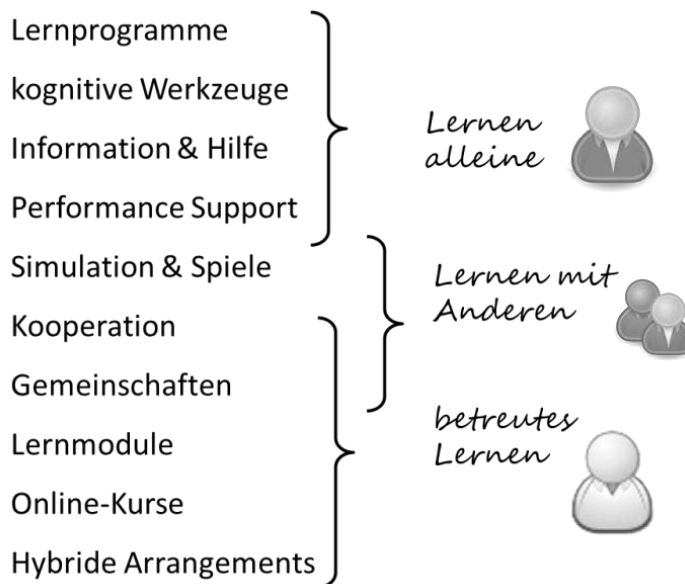 Lernprogramme
kognitive Werkzeuge
Information & Hilfe
Performance Support
Simulation & Spiele
Kooperation
Gemeinschaften
Lernmodule
Online-Kurse
Hybride Arrangements
Lernen
alleine
Lernen mit
Anderen
betreutes
Lernen